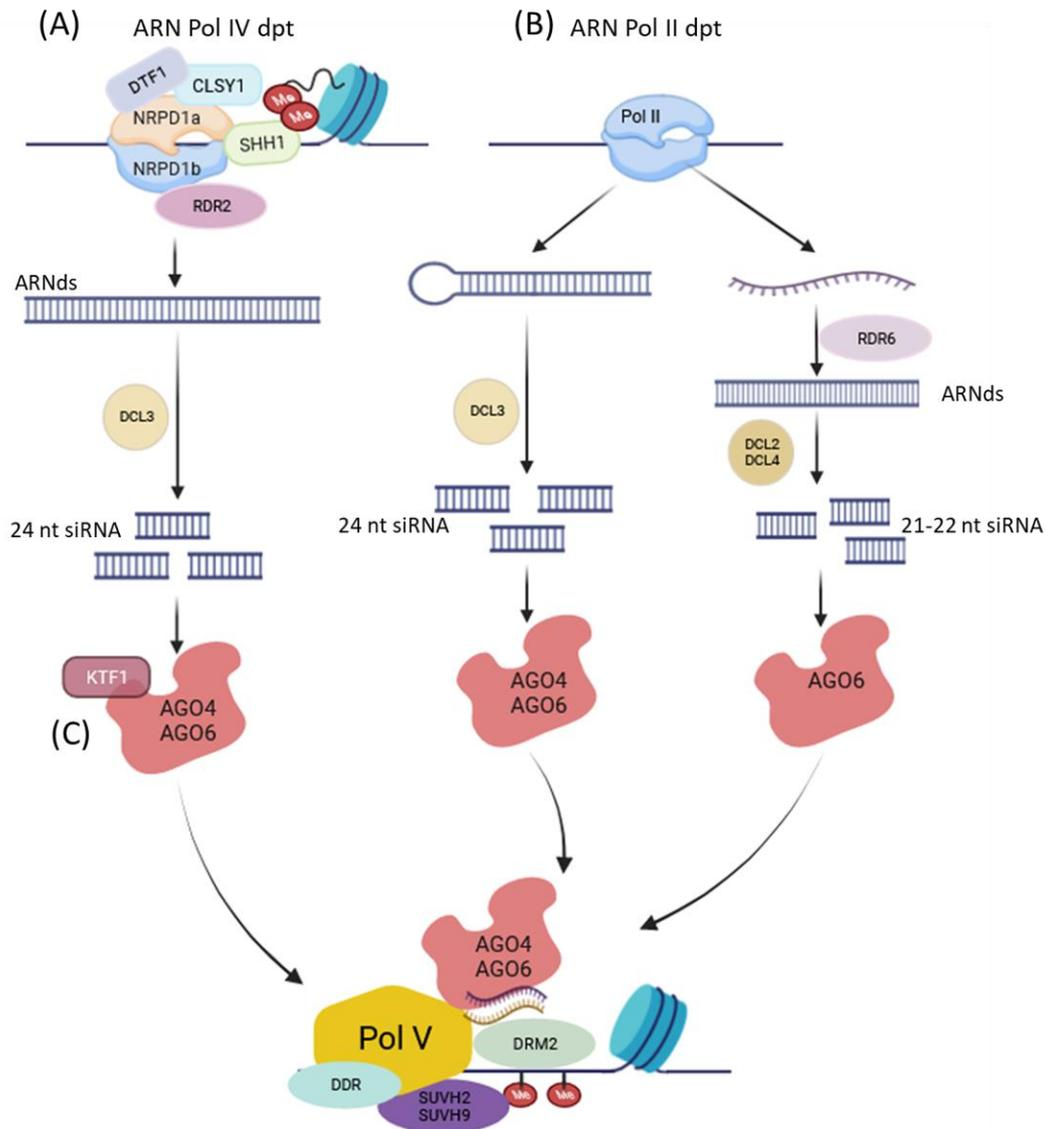 (A)
ARN Pol IV dpt
(B)
ARN Pol II dpt
DTF1
CLSY1
Me
Me
NRPD1a
SHH1
NRPD1b
RDR2
Pol II
ARNds
RDR6
ARNds
DCL3
DCL3
DCL2
DCL4
24 nt siRNA
24 nt siRNA
21-22 nt siRNA
KTF1
AGO4
AGO6
AGO4
AGO6
AGO6
(C)
AGO4
AGO6
Pol V
DRM2
DDR
SUVH2
SUVH9
Me
Me